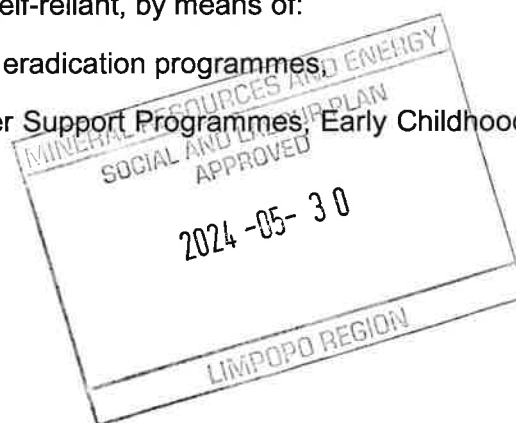 elf-reliant, by means of:
eradication programmes,
er Support Programmes, Early Childhood
MINERAL RESOURCES AND ENERGY
SOCIAL AND LABOUR PLAN
APPROVED
2024 -05- 30
LIMPOPO REGION